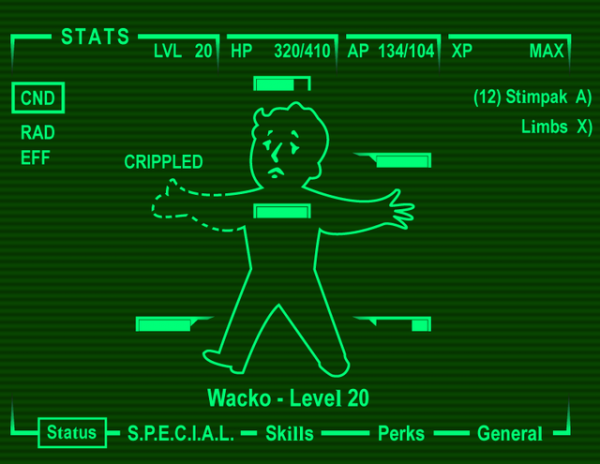 STATS
LVL 20 HP 320/410 AP 134/104 XP MAX
CND
(12) Stimpak A)
RAD
Limbs X)
EFF
CRIPPLED
Wacko - Level 20
Status S.P.E.C.I.A.L. Skills Perks General